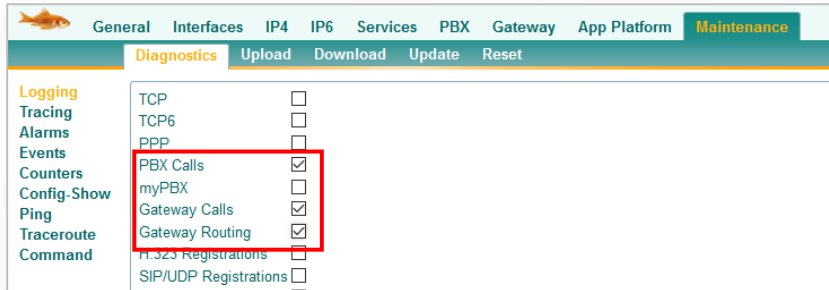 General Interfaces IP4 IP6 Services PBX Gateway App Platform Maintenance
Diagnostics Upload Download Update Reset
Logging
Tracing
Alarms
Events
Counters
Config-Show
Ping
Traceroute
Command
TCP
TCP6
PPP
PBX Calls
myPBX
Gateway Calls
Gateway Routing
H.323 Registrations
SIP/UDP Registrations